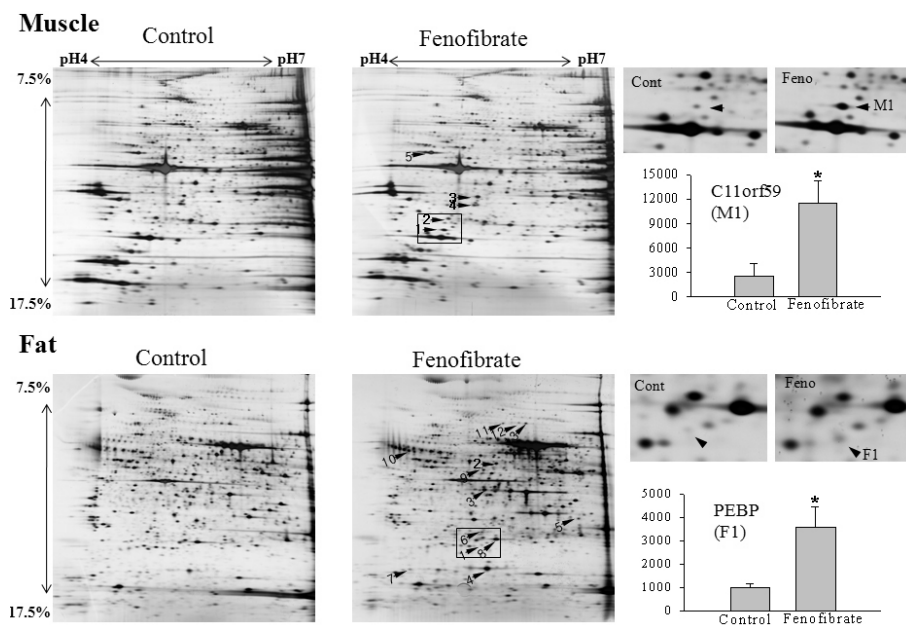 Muscle
Control
Fenofibrate
pH4
pH7
pH4
pH7
7.5%
17.5%
5
3
4
2
1
Cont
Feno
M1
15000
12000
9000
6000
3000
0
C11orf59
(M1)
*
Control
Fenofibrate
Fat
Control
Fenofibrate
7.5%
17.5%
11
12
13
10
2
9
3
5
6
1
8
7
4
Cont
Feno
F1
5000
4000
3000
2000
1000
0
PEBP
(F1)
*
Control
Fenofibrate